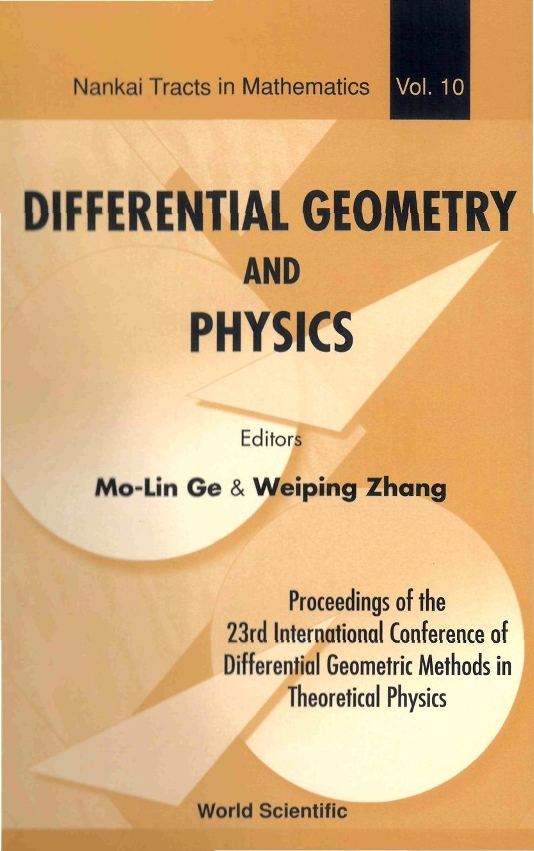 Nankai Tracts in Mathematics Vol. 10
DIFFERENTIAL GEOMETRY
AND
PHYSICS
Editors
Mo-Lin Ge & Weiping Zhang
Proceedings of the
23rd International Conference of
Differential Geometric Methods in
Theoretical Physics
World Scientific